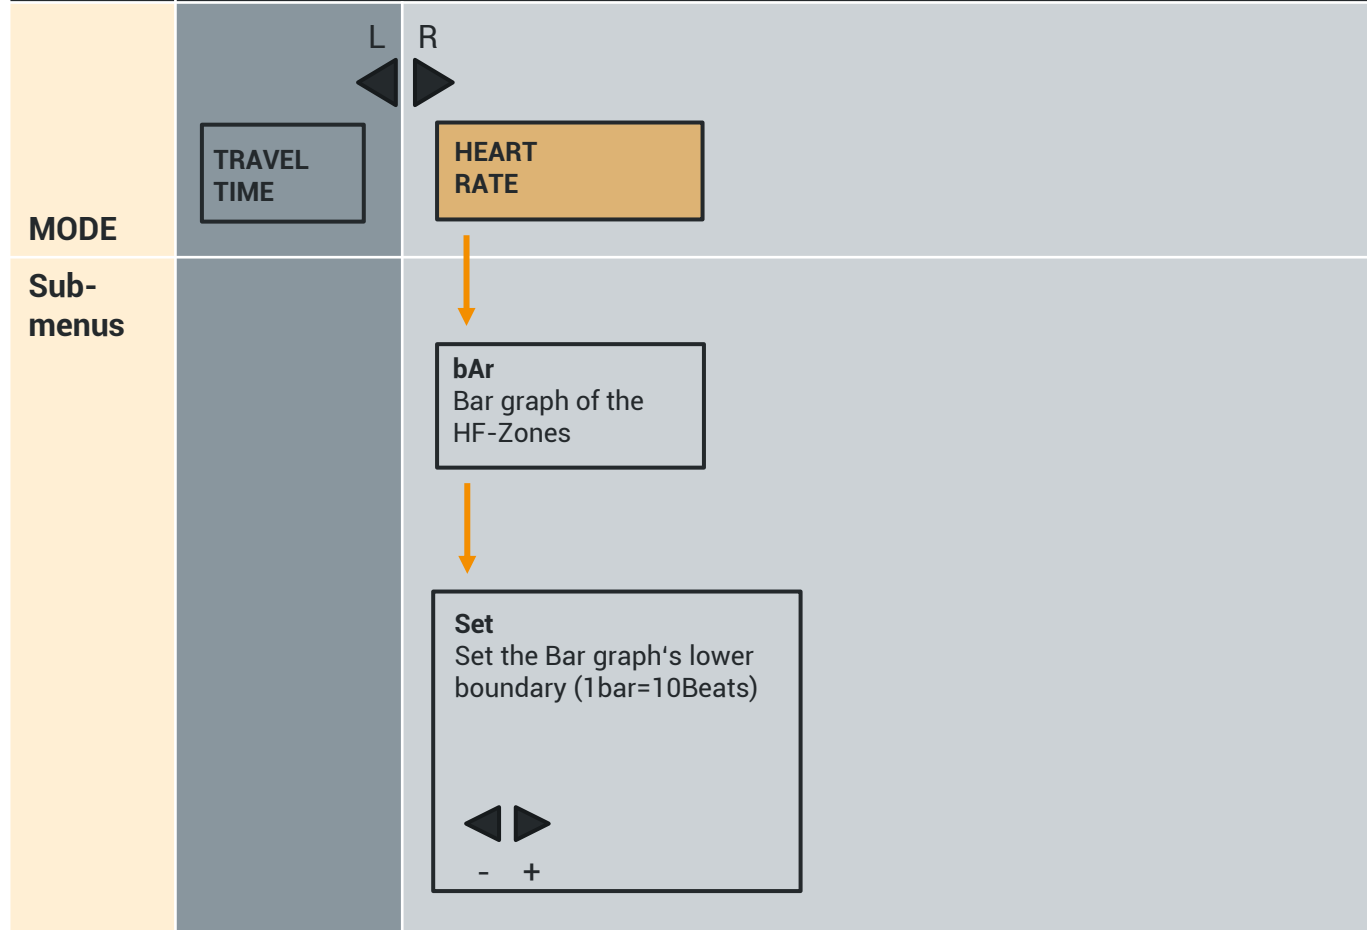 L R
TRAVEL
TIME
HEART
RATE
MODE
Sub-
menus
bAr
Bar graph of the
HF-Zones
Set
Set the Bar graph‘s lower
boundary (1bar=10Beats)
- +